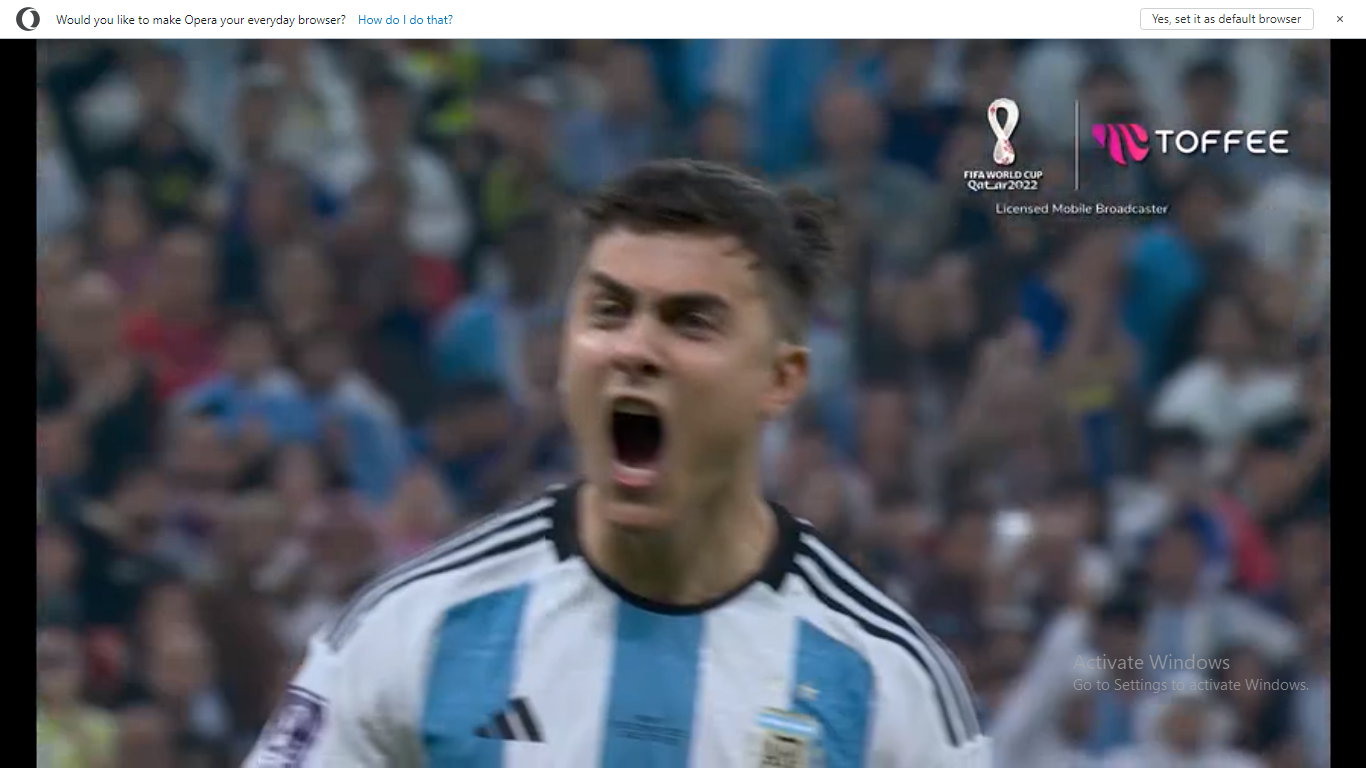 Would you like to make Opera your everyday browser? How do I do that? Yes, set it as default browser
FIFA WORLD CUP
Qatar2022
TOFFEE
Licensed Mobile Broadcaster
Activate Windows
Go to Settings to activate Windows.